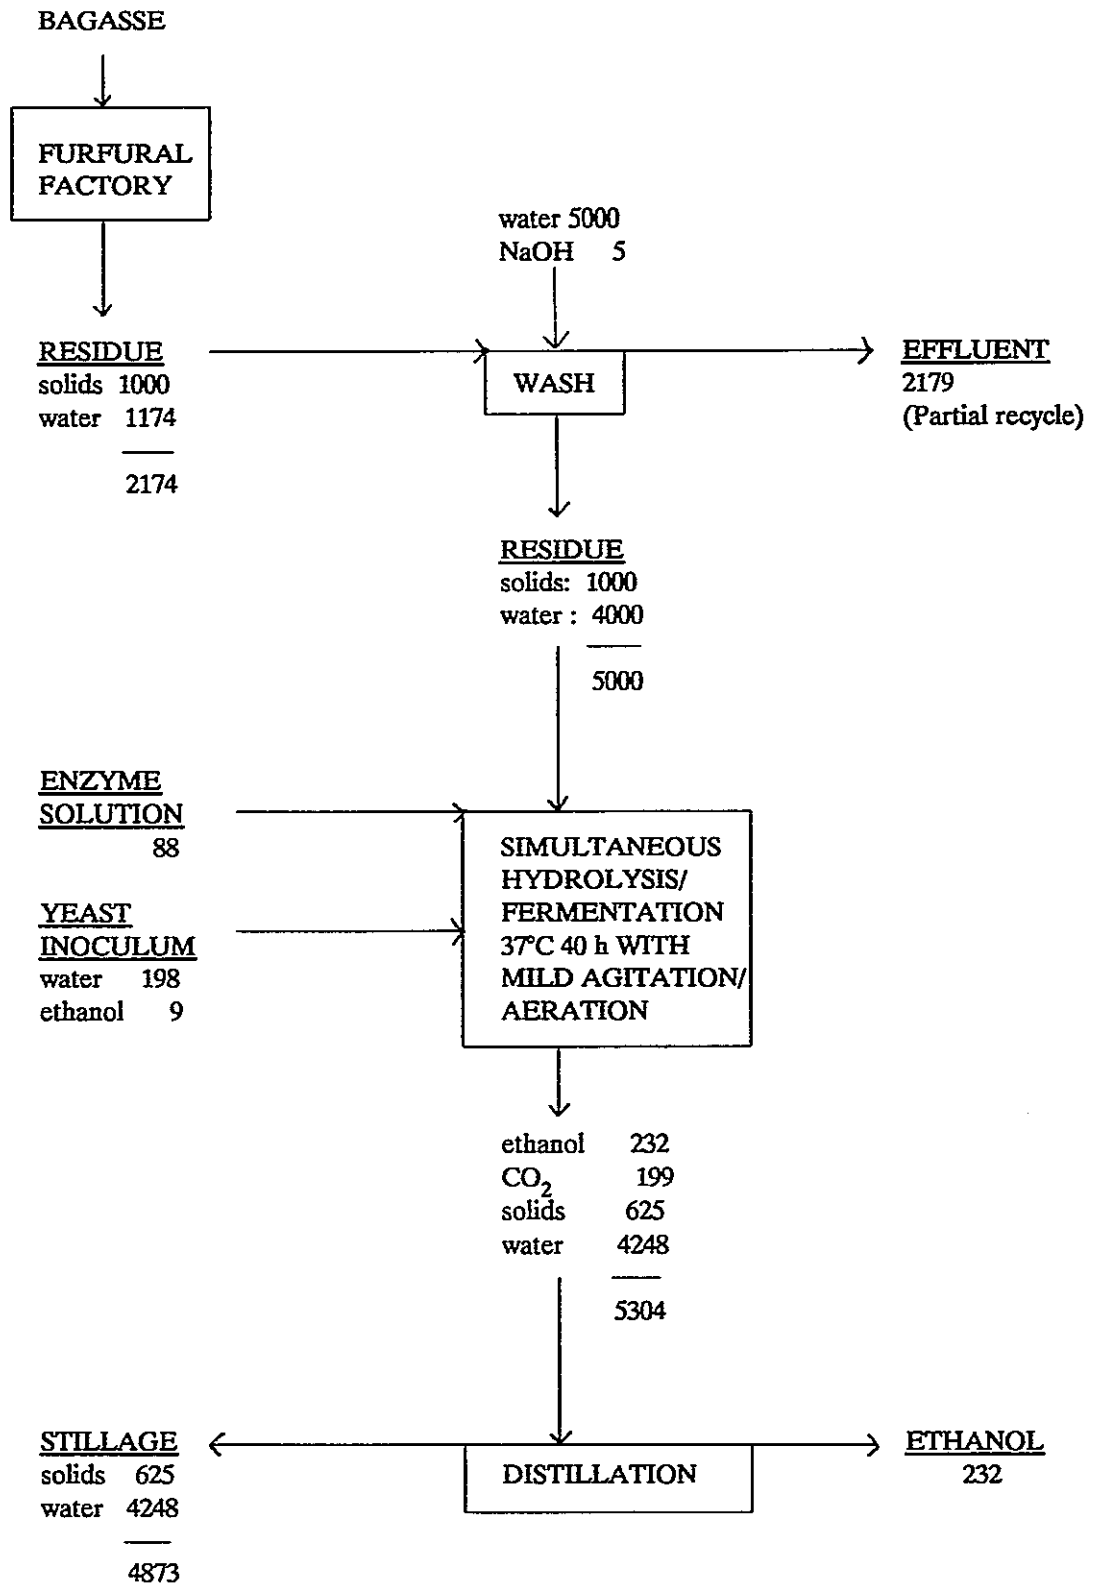 BAGASSE
FURFURAL
FACTORY
water 5000
NaOH 5
RESIDUE
solids 1000
water 1174
2174
WASH
EFFLUENT
2179
(Partial recycle)
RESIDUE
solids: 1000
water : 4000
5000
ENZYME
SOLUTION
88
YEAST
INOCULUM
water 198
ethanol 9
SIMULTANEOUS
HYDROLYSIS/
FERMENTATION
37°C 40 h WITH
MILD AGITATION/
AERATION
ethanol 232
CO₂ 199
solids 625
water 4248
5304
STILLAGE
solids 625
water 4248
4873
DISTILLATION
ETHANOL
232